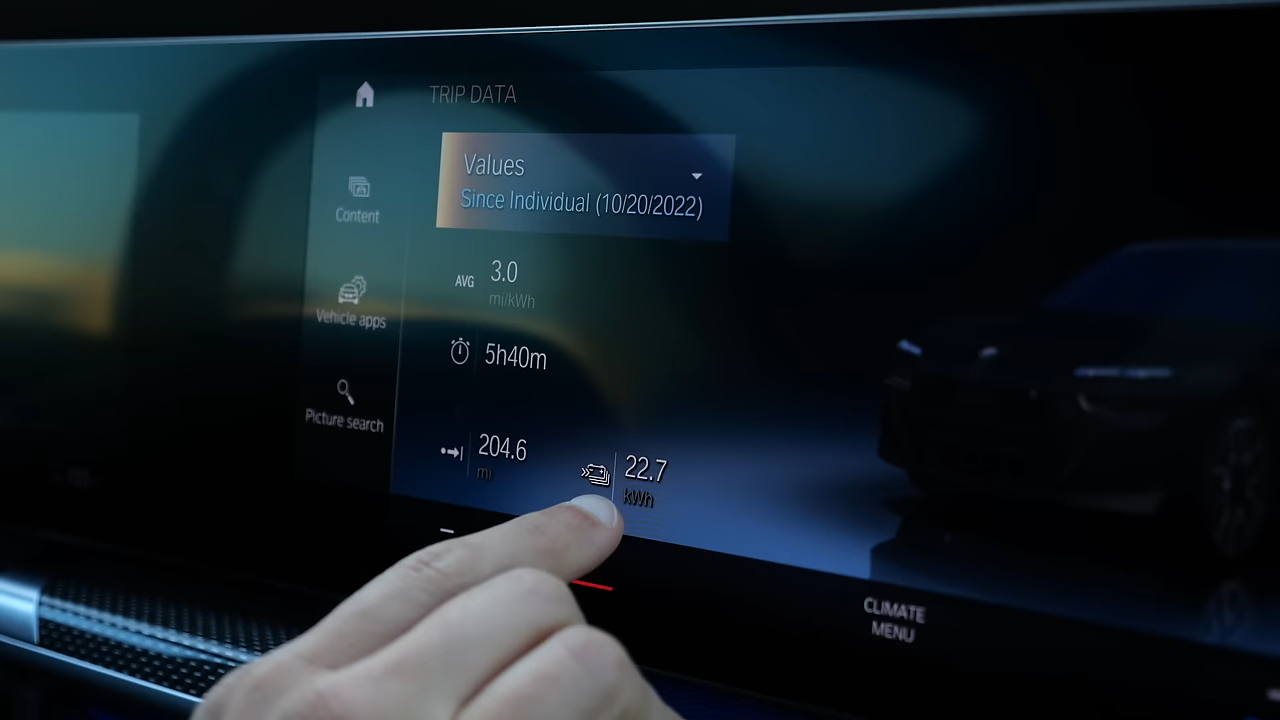 TRIP DATA
Values
Since Individual (10/20/2022)
Content
AVG 3.0
mi/kWh
Vehicle apps
5h40m
Picture search
204.6
mi
22.7
kWh
CLIMATE
MENU